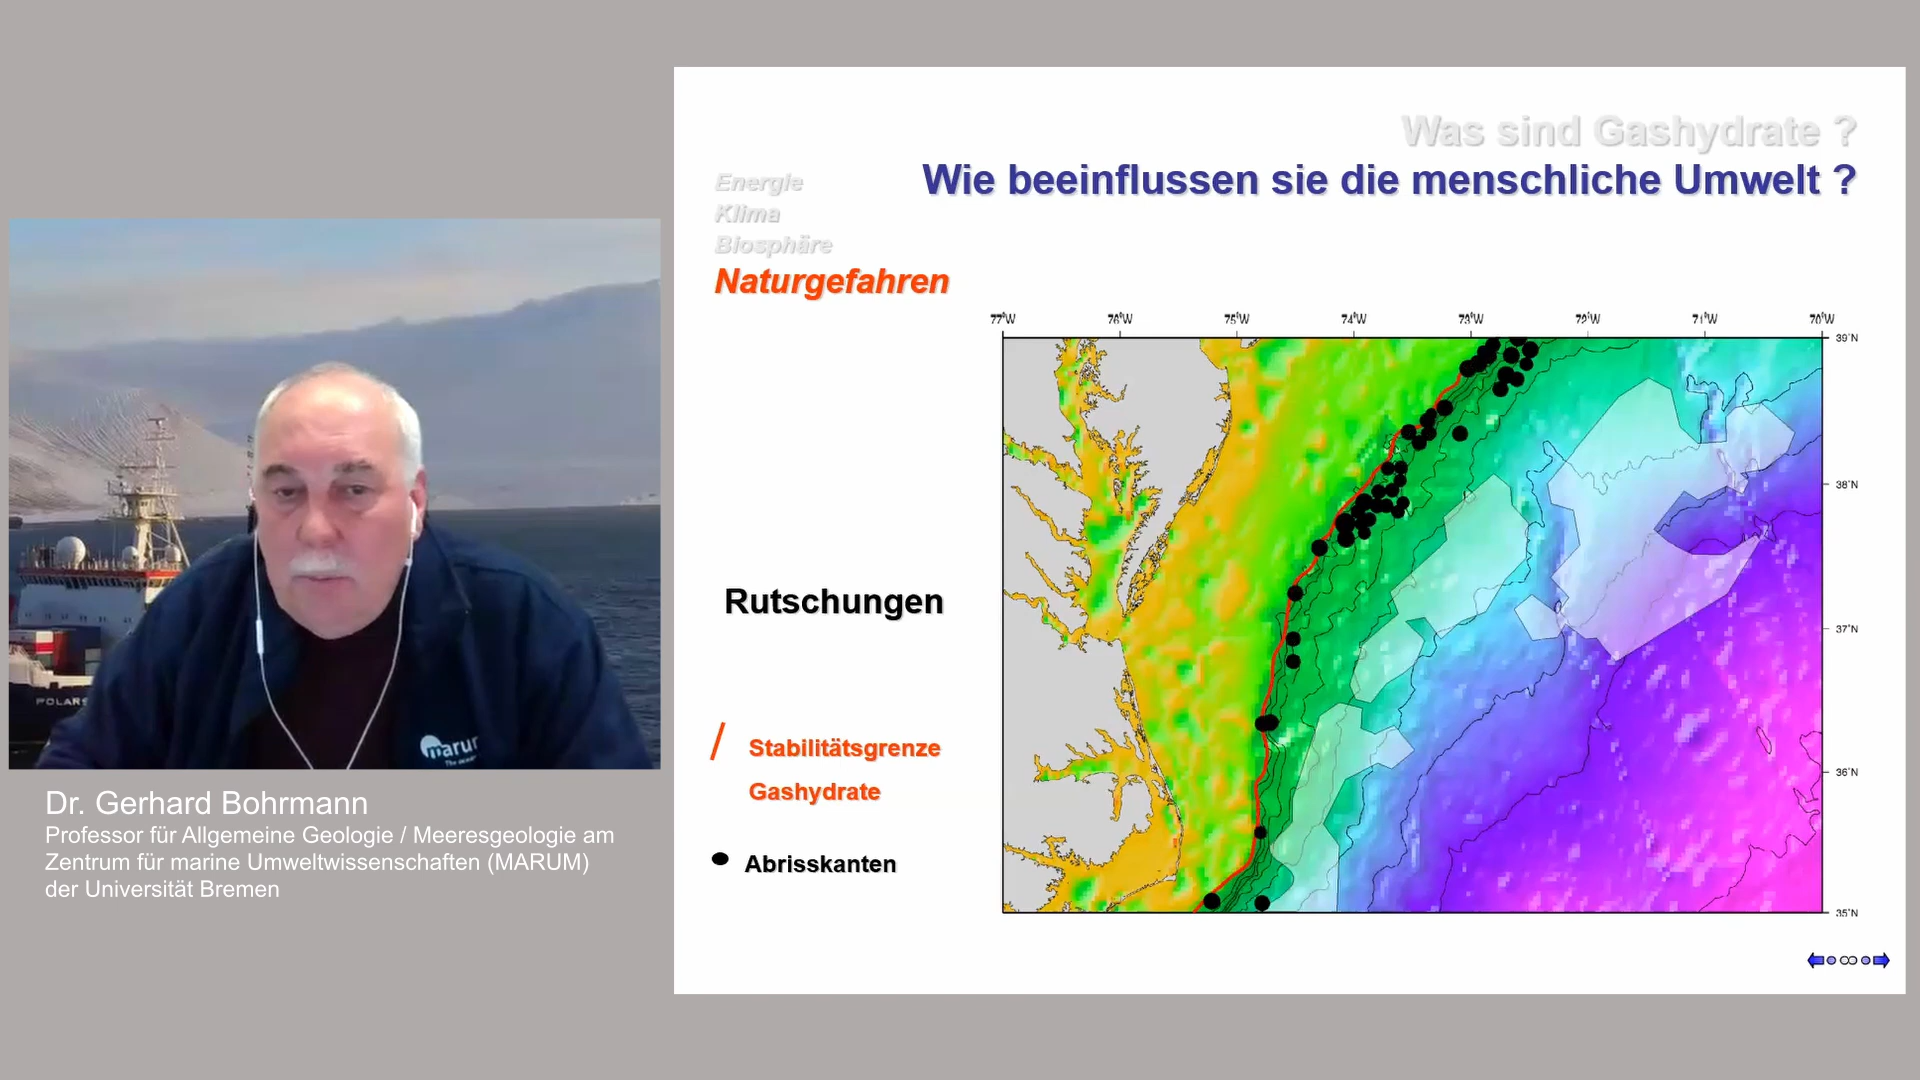 Was sind Gashydrate ?
Wie beeinflussen sie die menschliche Umwelt ?
Energie
Klima
Biosphäre
Naturgefahren
77°W 76°W 75°W 74°W 73°W 72°W 71°W 70°W
39°N
38°N
37°N
36°N
35°N
Rutschungen
Stabilitätsgrenze
Gashydrate
Abrisskanten
POLARS
marum
Dr. Gerhard Bohrmann
Professor für Allgemeine Geologie / Meeresgeologie am
Zentrum für marine Umweltwissenschaften (MARUM)
der Universität Bremen